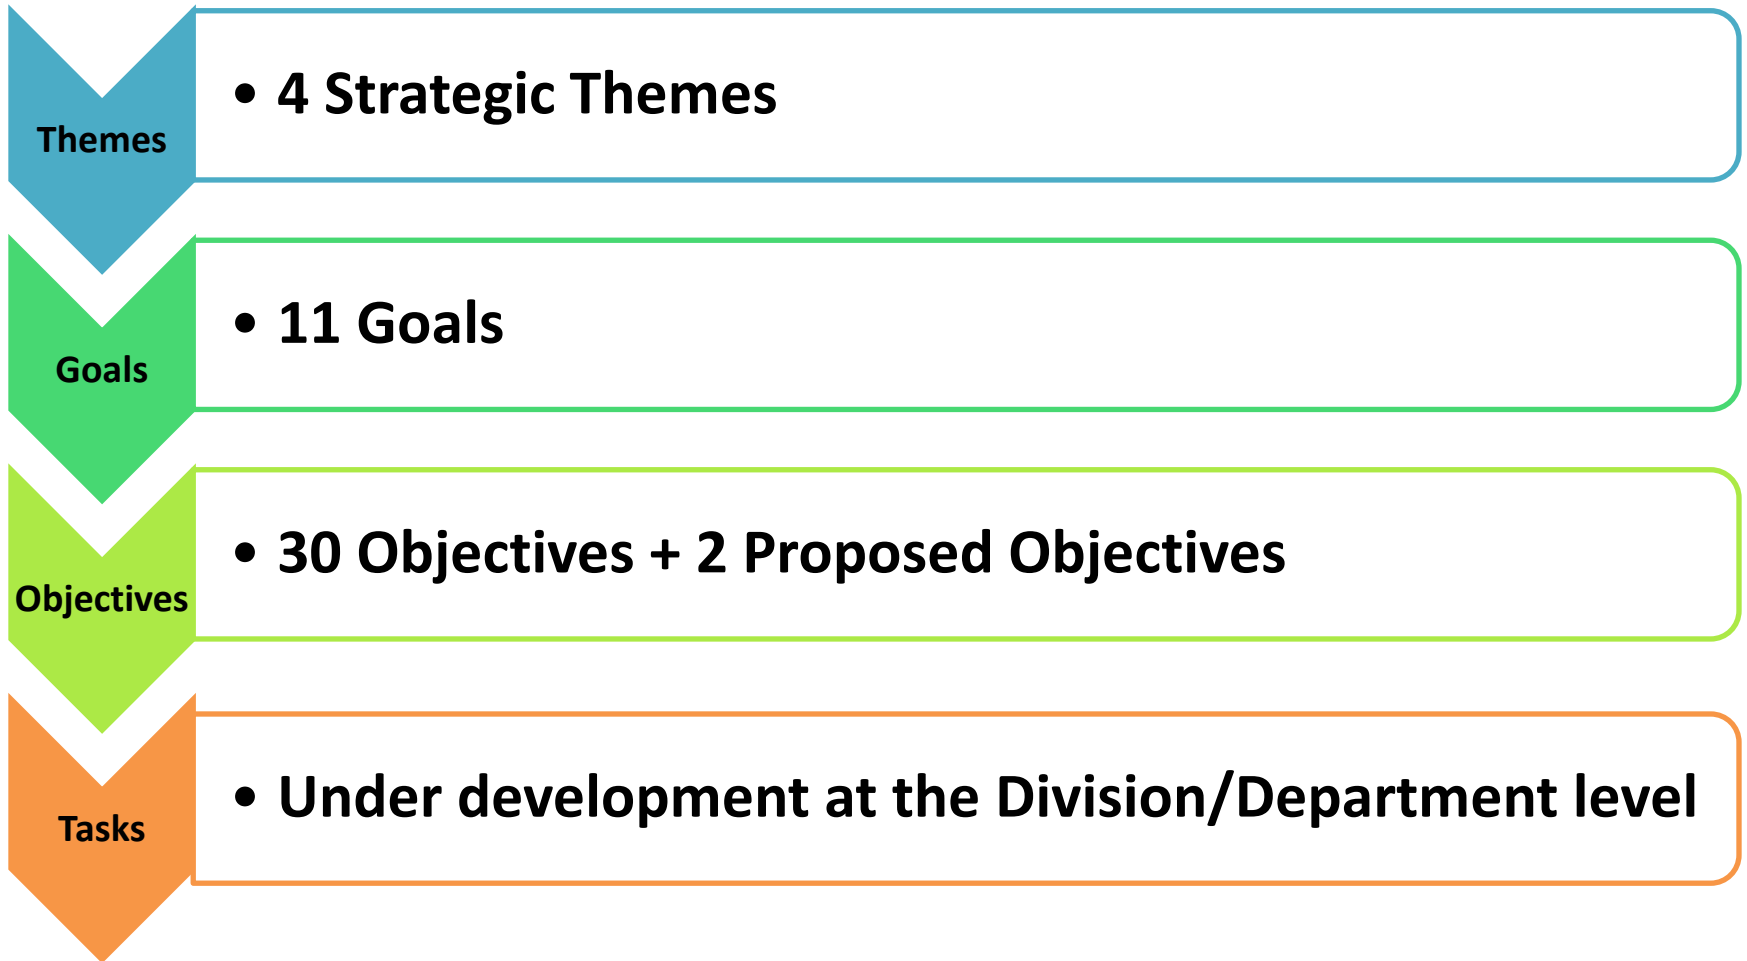 Themes
• 4 Strategic Themes
Goals
• 11 Goals
Objectives
• 30 Objectives + 2 Proposed Objectives
Tasks
• Under development at the Division/Department level